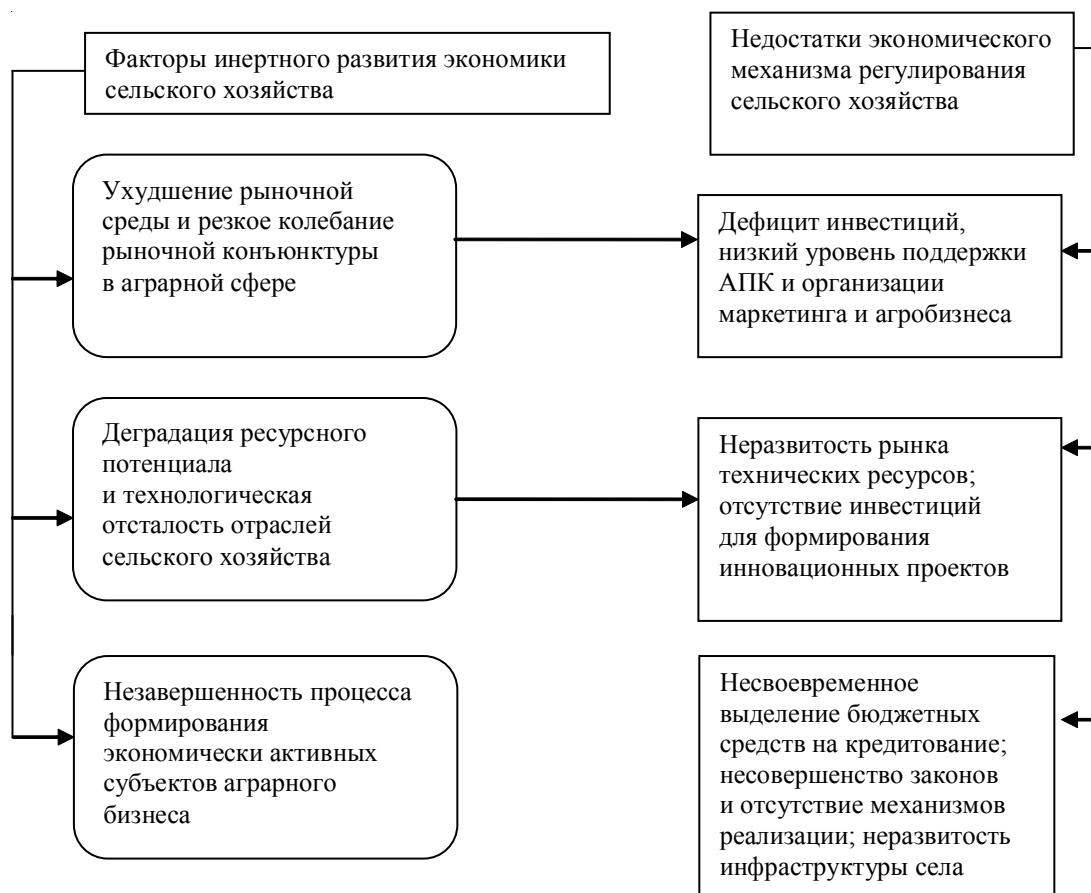 Факторы инертного развития экономики
сельского хозяйства
Недостатки экономического
механизма регулирования
сельского хозяйства
Ухудшение рыночной
среды и резкое колебание
рыночной конъюнктуры
в аграрной сфере
Дефицит инвестиций,
низкий уровень поддержки
АПК и организации
маркетинга и агробизнеса
Деградация ресурсного
потенциала
и технологическая
отсталость отраслей
сельского хозяйства
Неразвитость рынка
технических ресурсов;
отсутствие инвестиций
для формирования
инновационных проектов
Незавершенность процесса
формирования
экономически активных
субъектов аграрного
бизнеса
Несвоевременное
выделение бюджетных
средств на кредитование;
несовершенство законов
и отсутствие механизмов
реализации; неразвитость
инфраструктуры села